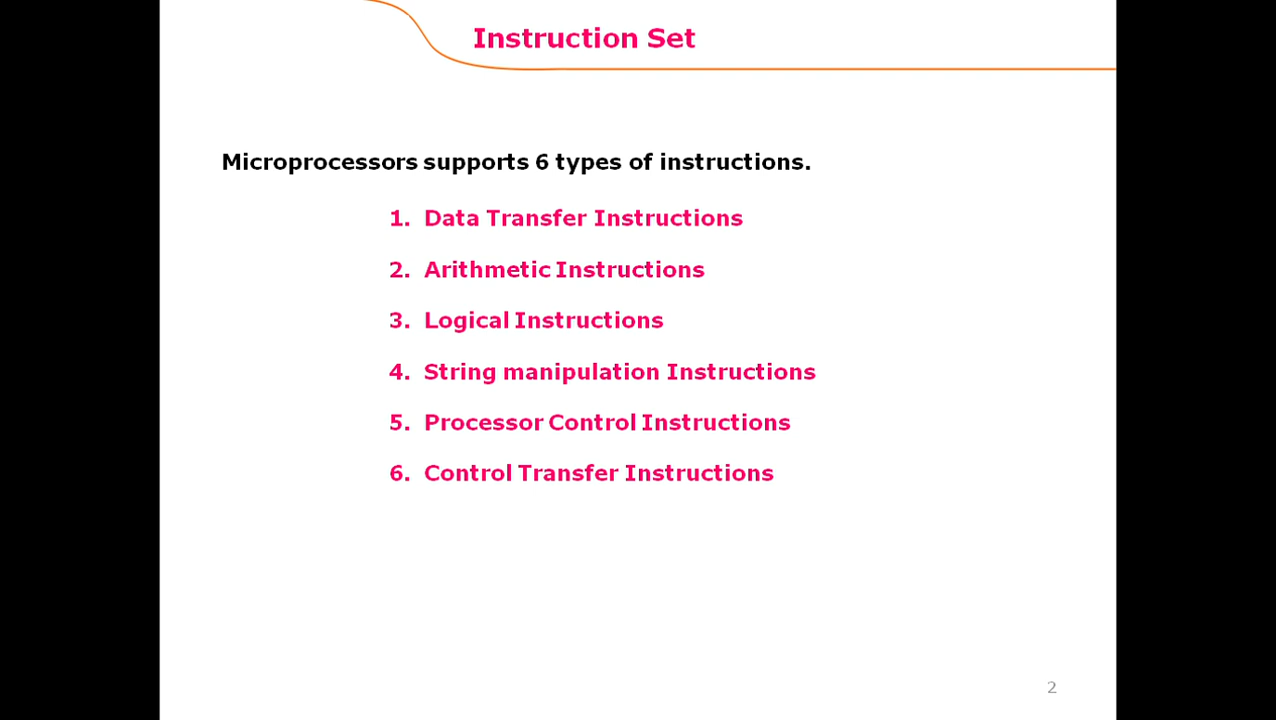 Instruction Set
Microprocessors supports 6 types of instructions.
1. Data Transfer Instructions
2. Arithmetic Instructions
3. Logical Instructions
4. String manipulation Instructions
5. Processor Control Instructions
6. Control Transfer Instructions
2